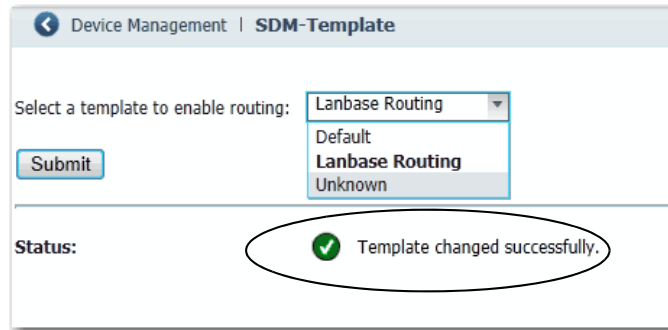 Device Management | SDM-Template
Select a template to enable routing: Lanbase Routing
Default
Lanbase Routing
Unknown
Submit
Status: Template changed successfully.